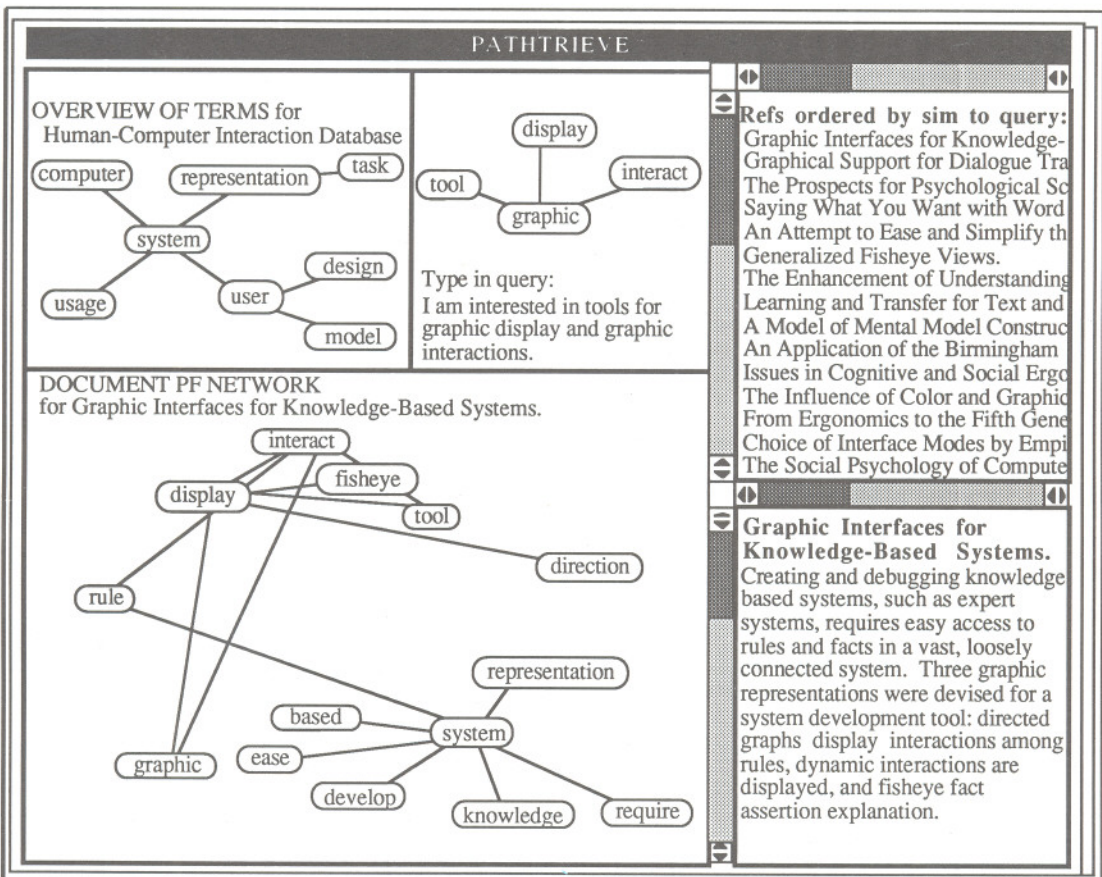 PATHTRIEVE
OVERVIEW OF TERMS for
Human-Computer Interaction Database
computer
representation
task
system
usage
user
design
model
display
tool
interact
graphic
Type in query:
I am interested in tools for
graphic display and graphic
interactions.
DOCUMENT PF NETWORK
for Graphic Interfaces for Knowledge-Based Systems.
interact
fisheye
display
tool
direction
rule
representation
based
system
ease
graphic
develop
knowledge
require
Refs ordered by sim to query:
Graphic Interfaces for Knowledge-
Graphical Support for Dialogue Tra
The Prospects for Psychological Sc
Saying What You Want with Word
An Attempt to Ease and Simplify th
Generalized Fisheye Views.
The Enhancement of Understanding
Learning and Transfer for Text and
A Model of Mental Model Construc
An Application of the Birmingham
Issues in Cognitive and Social Ergo
The Influence of Color and Graphic
From Ergonomics to the Fifth Gene
Choice of Interface Modes by Empi
The Social Psychology of Compute
Graphic Interfaces for
Knowledge-Based Systems.
Creating and debugging knowledge
based systems, such as expert
systems, requires easy access to
rules and facts in a vast, loosely
connected system. Three graphic
representations were devised for a
system development tool: directed
graphs display interactions among
rules, dynamic interactions are
displayed, and fisheye fact
assertion explanation.